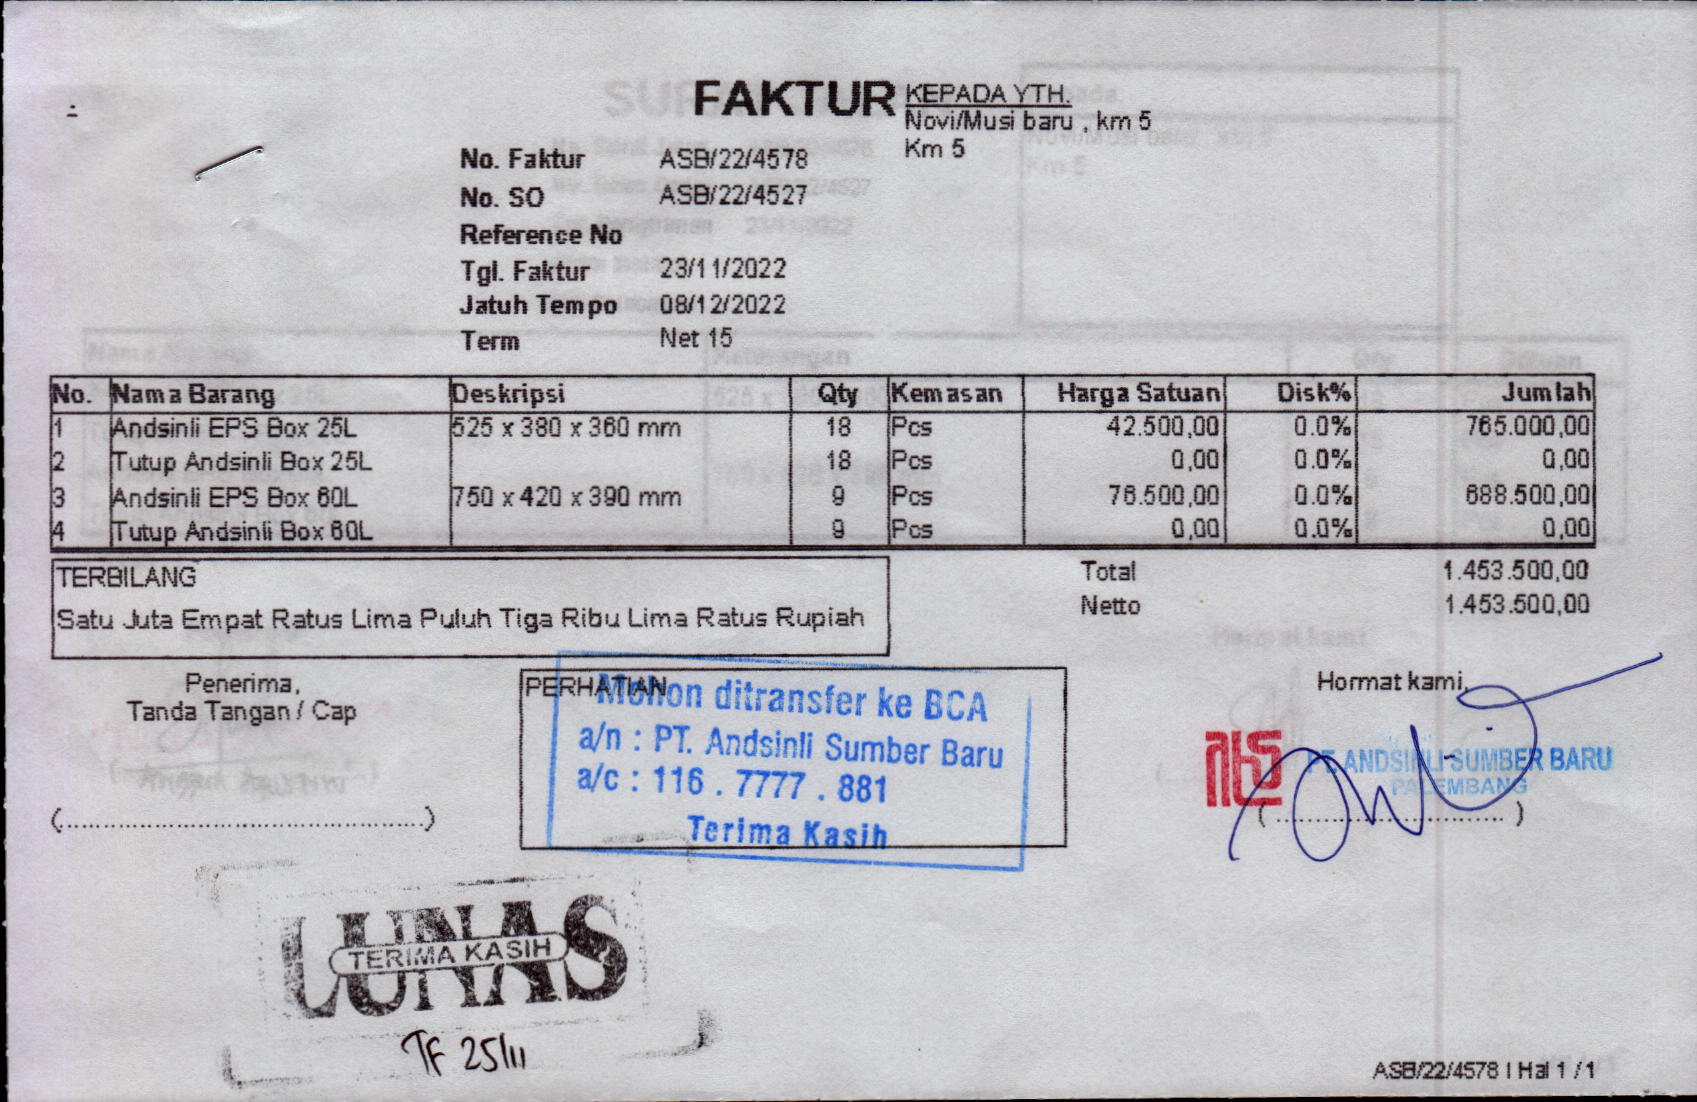 FAKTUR
KEPADA YTH.
Novi/Musi baru , km 5
Km 5
No. Faktur ASB/22/4578
No. SO ASB/22/4527
Reference No
Tgl. Faktur 23/11/2022
Jatuh Tempo 08/12/2022
Term Net 15
No. Nama Barang Deskripsi Qty Kemasan Harga Satuan Disk% Jumlah
1 Andsinli EPS Box 25L 525 x 380 x 360 mm 18 Pcs 42.500,00 0.0% 765.000,00
2 Tutup Andsinli Box 25L 18 Pcs 0,00 0.0% 0,00
3 Andsinli EPS Box 60L 750 x 420 x 390 mm 9 Pcs 76.500,00 0.0% 688.500,00
4 Tutup Andsinli Box 60L 9 Pcs 0,00 0.0% 0,00
TERBILANG
Satu Juta Empat Ratus Lima Puluh Tiga Ribu Lima Ratus Rupiah
Total 1.453.500,00
Netto 1.453.500,00
Penerima,
Tanda Tangan / Cap
(..............................................)
PERHATIAN
Mohon ditransfer ke BCA
a/n : PT. Andsinli Sumber Baru
a/c : 116 . 7777 . 881
Terima Kasih
Hormat kami,
PT. ANDSINLI SUMBER BARU
PALEMBANG
(..............................)
LUNAS
TERIMA KASIH
TF 25/11
ASB/22/4578 | Hal 1 / 1